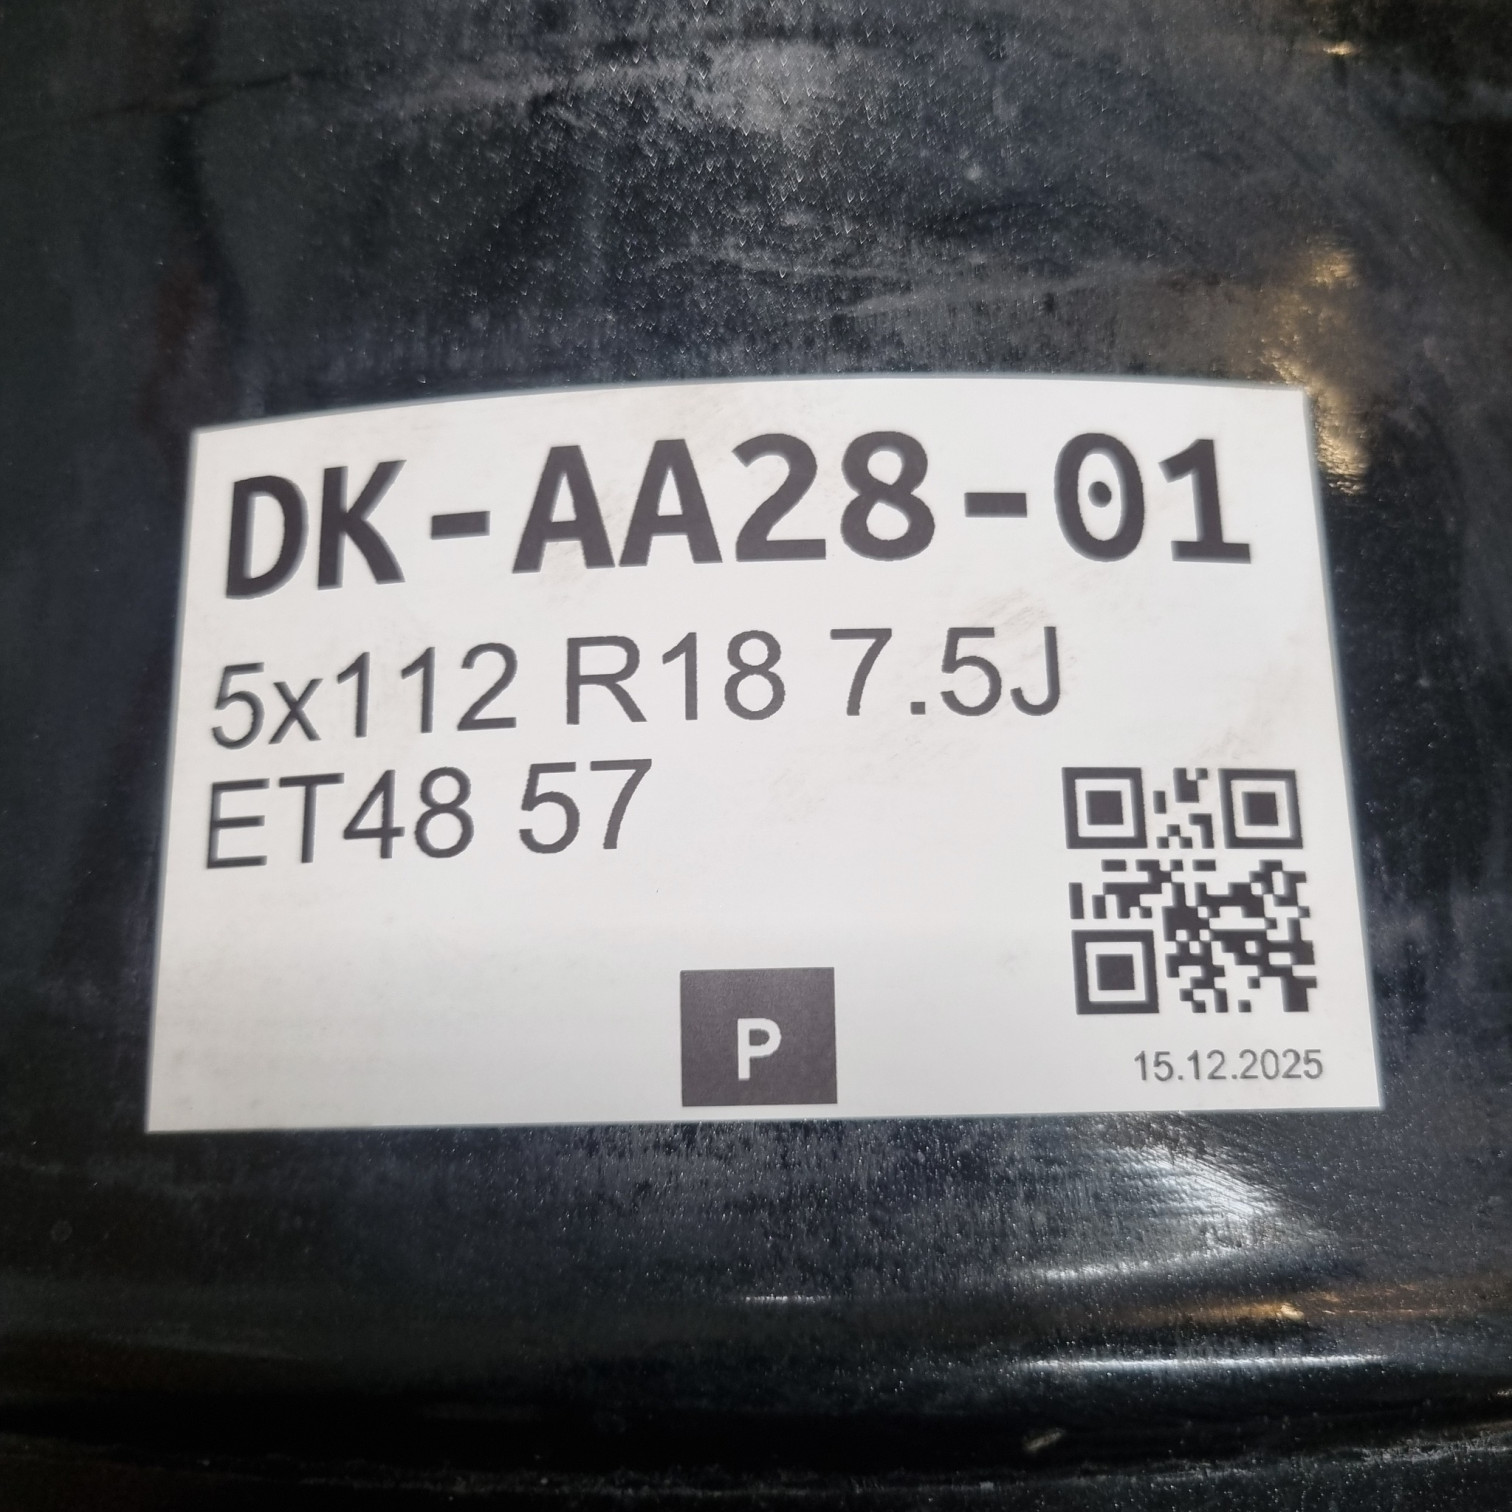 DK-AA28-01
5x112 R18 7.5J
ET48 57
P
15.12.2025